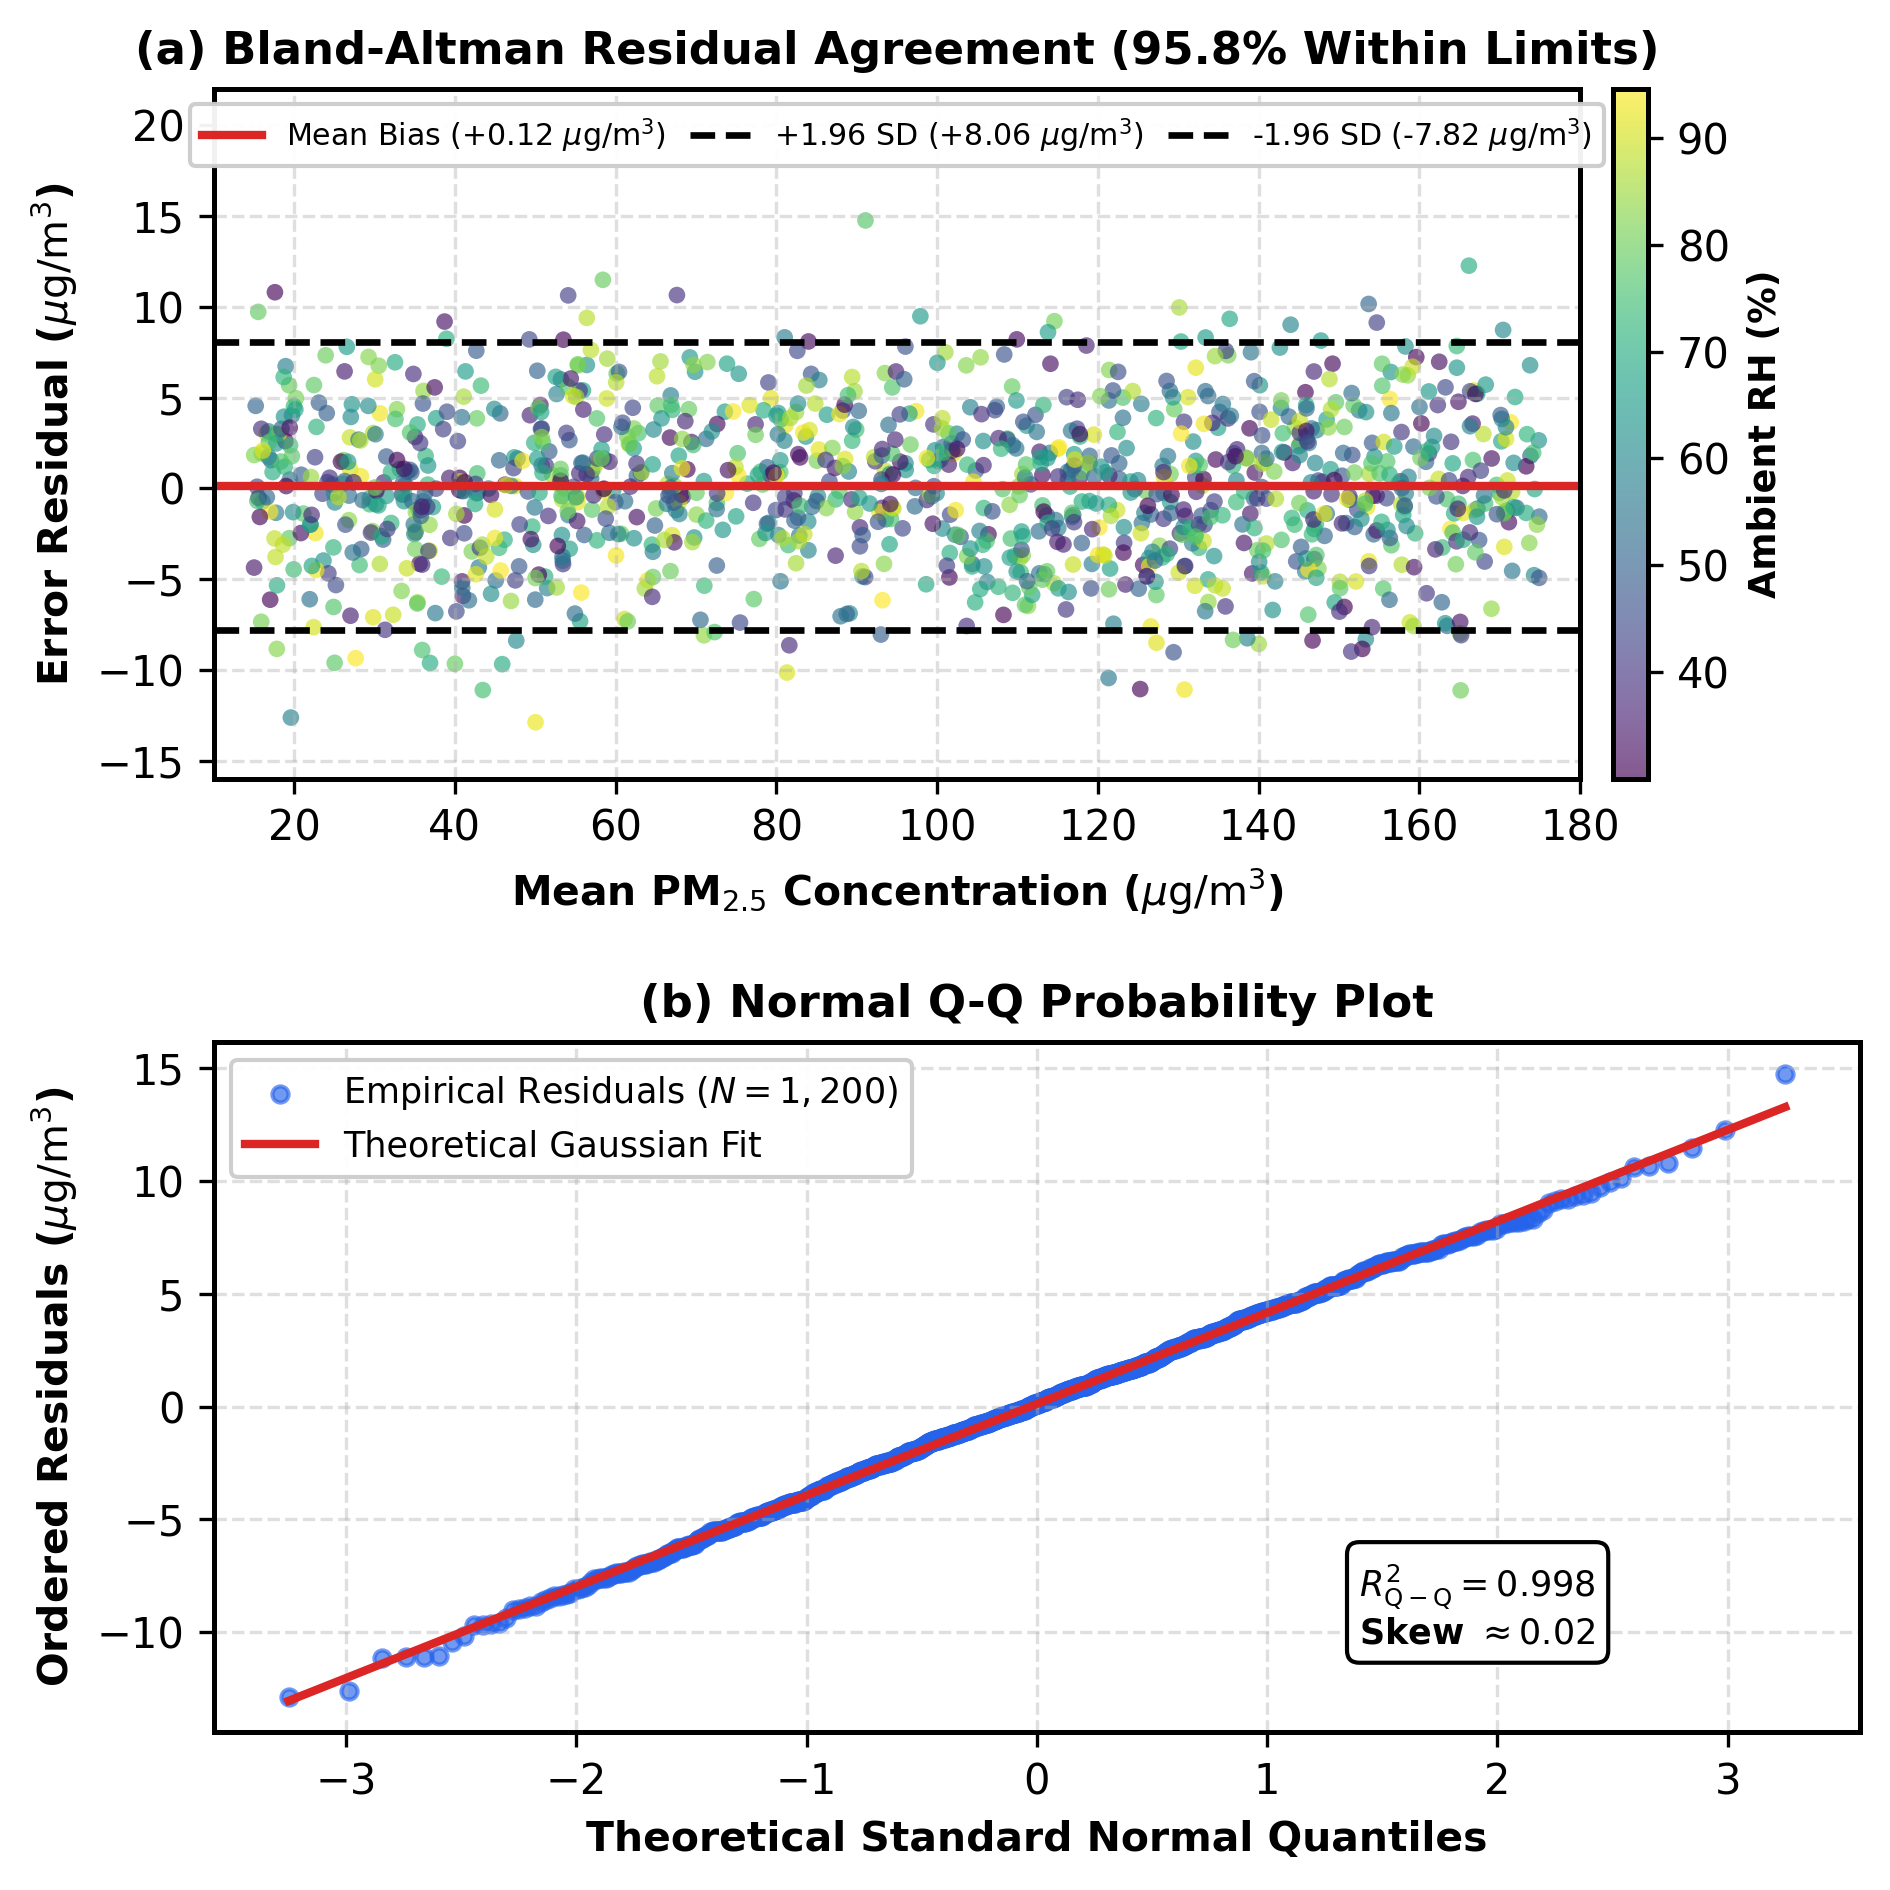 (a) Bland-Altman Residual Agreement (95.8% Within Limits)
Mean Bias (+0.12 μg/m³) +1.96 SD (+8.06 μg/m³) -1.96 SD (-7.82 μg/m³)
Error Residual (μg/m³)
20
15
10
5
0
−5
−10
−15
20 40 60 80 100 120 140 160 180
Mean PM₂.₅ Concentration (μg/m³)
90
80
70
60
50
40
Ambient RH (%)
(b) Normal Q-Q Probability Plot
Empirical Residuals (N = 1, 200)
Theoretical Gaussian Fit
Ordered Residuals (μg/m³)
15
10
5
0
−5
−10
R²Q−Q = 0.998
Skew ≈ 0.02
−3 −2 −1 0 1 2 3
Theoretical Standard Normal Quantiles